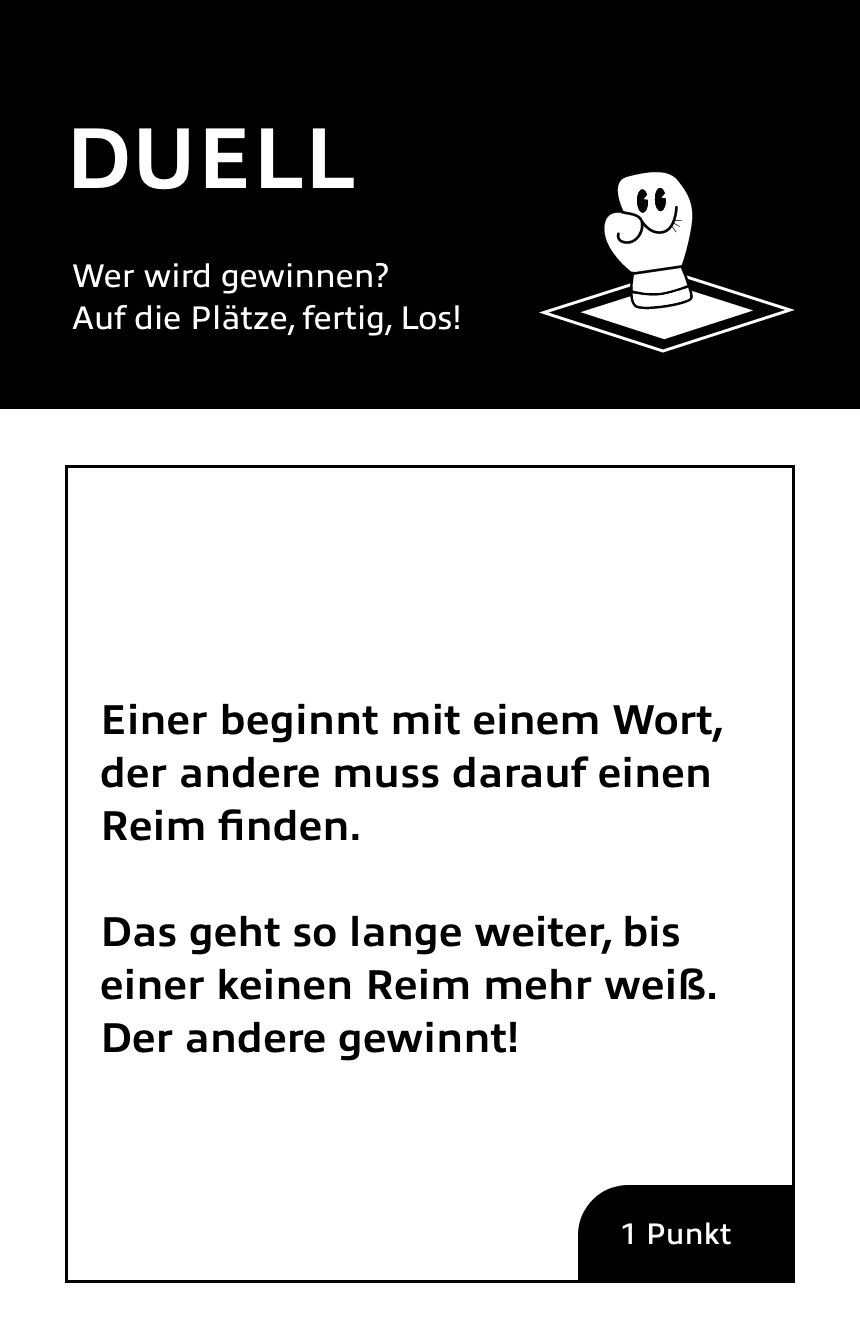 DUELL
Wer wird gewinnen?
Auf die Plätze, fertig, Los!
Einer beginnt mit einem Wort,
der andere muss darauf einen
Reim finden.
Das geht so lange weiter, bis
einer keinen Reim mehr weiß.
Der andere gewinnt!
1 Punkt